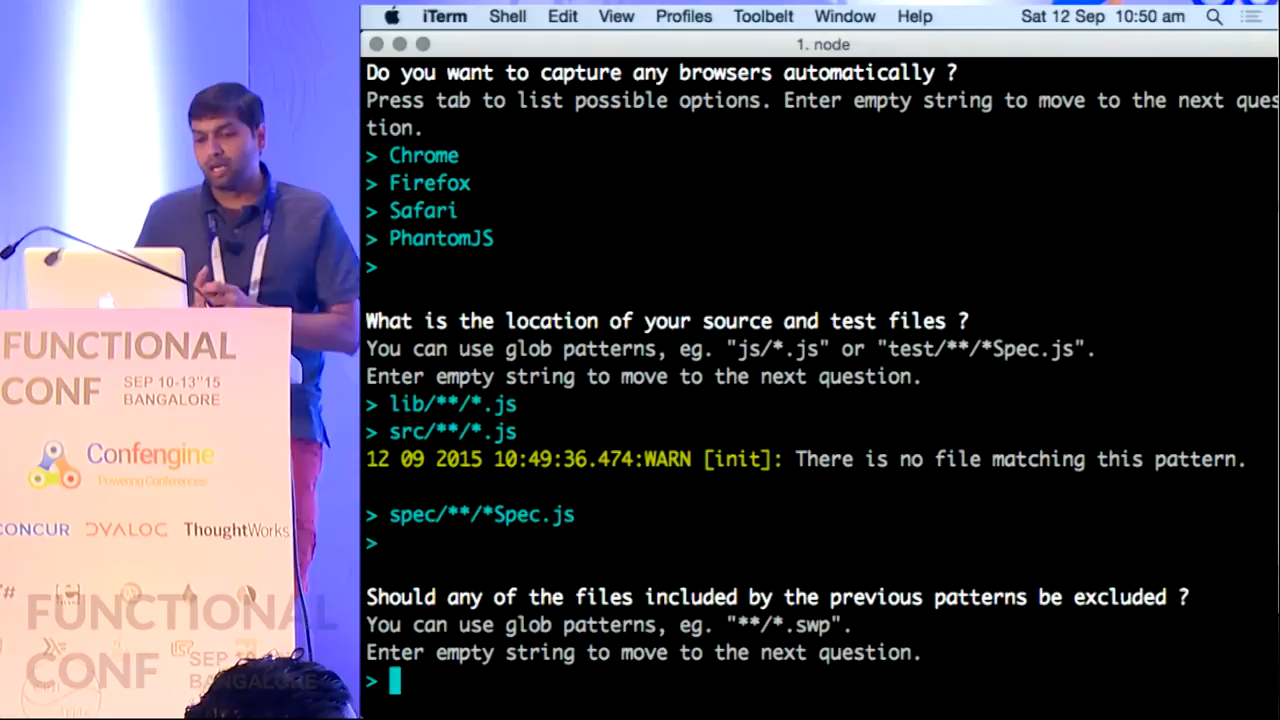 iTerm Shell Edit View Profiles Toolbelt Window Help Sat 12 Sep 10:50 am
1. node
Do you want to capture any browsers automatically ?
Press tab to list possible options. Enter empty string to move to the next ques
tion.
> Chrome
> Firefox
> Safari
> PhantomJS
>
What is the location of your source and test files ?
You can use glob patterns, eg. "js/*.js" or "test/**/*Spec.js".
Enter empty string to move to the next question.
> lib/**/*.js
> src/**/*.js
12 09 2015 10:49:36.474:WARN [init]: There is no file matching this pattern.
> spec/**/*Spec.js
>
Should any of the files included by the previous patterns be excluded ?
You can use glob patterns, eg. "**/*.swp".
Enter empty string to move to the next question.
>
FUNCTIONAL
CONF SEP 10-13"15
BANGALORE
Confengine
Powering Conferences
CONCUR DYALOC ThoughtWorks
FUNCTIONAL
CONF SEP 10
BANGALORE